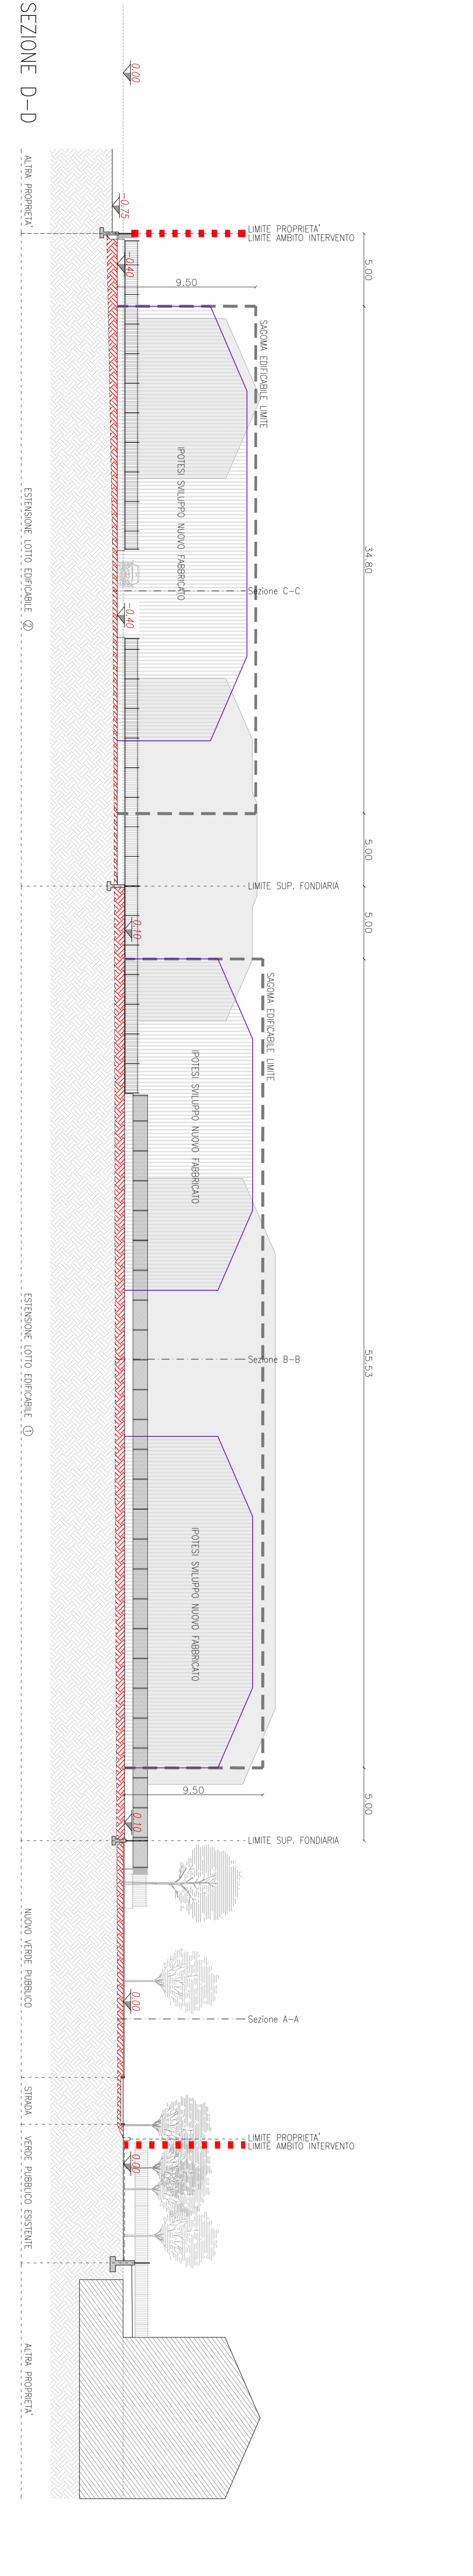 SEZIONE D-D
0.00
ALTRA PROPRIETA'
-0.75
LIMITE PROPRIETA'
LIMITE AMBITO INTERVENTO
5,00
-0.40
9,50
SAGOMA EDIFICABILE LIMITE
IPOTESI SVILUPPO NUOVO FABBRICATO
34,80
ESTENSIONE LOTTO EDIFICABILE 2
Sezione C-C
-0.40
5,00
LIMITE SUP. FONDIARIA
5,00
0.10
SAGOMA EDIFICABILE LIMITE
IPOTESI SVILUPPO NUOVO FABBRICATO
ESTENSIONE LOTTO EDIFICABILE 1
Sezione B-B
55,53
IPOTESI SVILUPPO NUOVO FABBRICATO
9,50
5,00
0.10
LIMITE SUP. FONDIARIA
NUOVO VERDE PUBBLICO
0.00
Sezione A-A
STRADA
LIMITE PROPRIETA'
LIMITE AMBITO INTERVENTO
0.00
VERDE PUBBLICO ESISTENTE
ALTRA PROPRIETA'